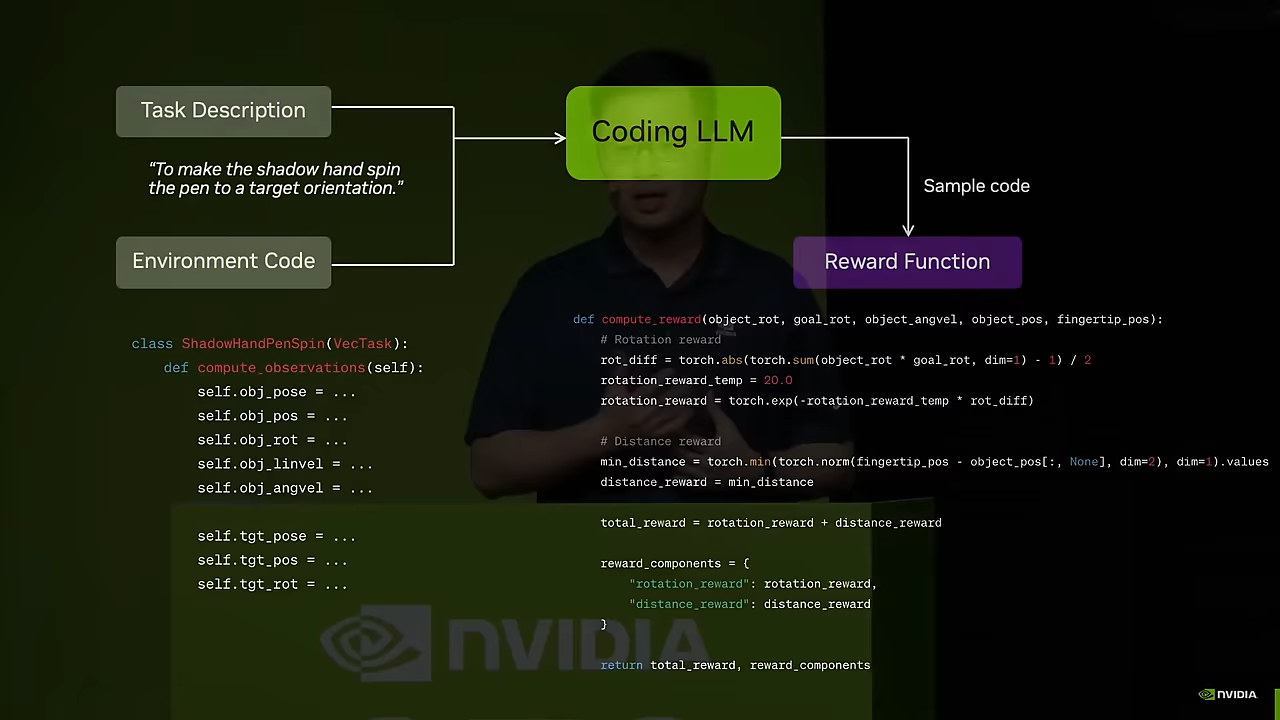 Task Description
“To make the shadow hand spin
the pen to a target orientation.”
Environment Code
class ShadowHandPenSpin(VecTask):
def compute_observations(self):
self.obj_pose = ...
self.obj_pos = ...
self.obj_rot = ...
self.obj_linvel = ...
self.obj_angvel = ...
self.tgt_pose = ...
self.tgt_pos = ...
self.tgt_rot = ...
Coding LLM
Sample code
Reward Function
def compute_reward(object_rot, goal_rot, object_angvel, object_pos, fingertip_pos):
# Rotation reward
rot_diff = torch.abs(torch.sum(object_rot * goal_rot, dim=1) - 1) / 2
rotation_reward_temp = 20.0
rotation_reward = torch.exp(-rotation_reward_temp * rot_diff)
# Distance reward
min_distance = torch.min(torch.norm(fingertip_pos - object_pos[:, None], dim=2), dim=1).values
distance_reward = min_distance
total_reward = rotation_reward + distance_reward
reward_components = {
"rotation_reward": rotation_reward,
"distance_reward": distance_reward
}
return total_reward, reward_components
NVIDIA
NVIDIA